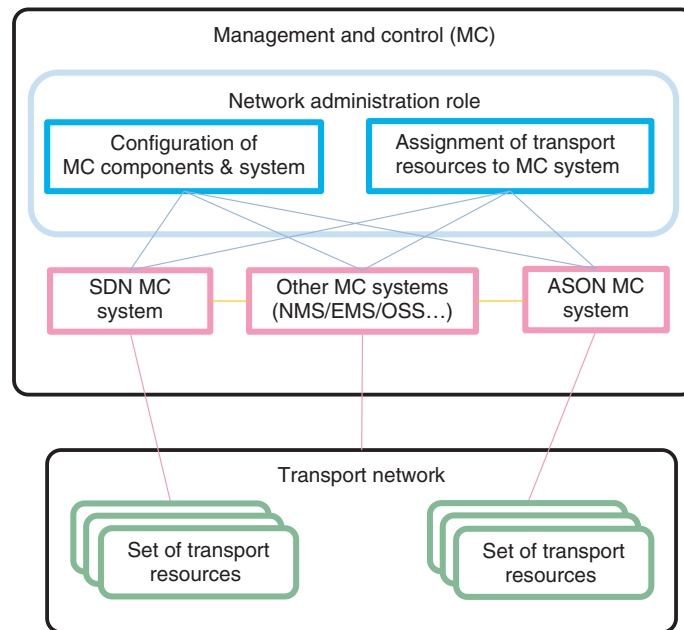 Management and control (MC)
Network administration role
Configuration of
MC components & system
Assignment of transport
resources to MC system
SDN MC
system
Other MC systems
(NMS/EMS/OSS…)
ASON MC
system
Transport network
Set of transport
resources
Set of transport
resources